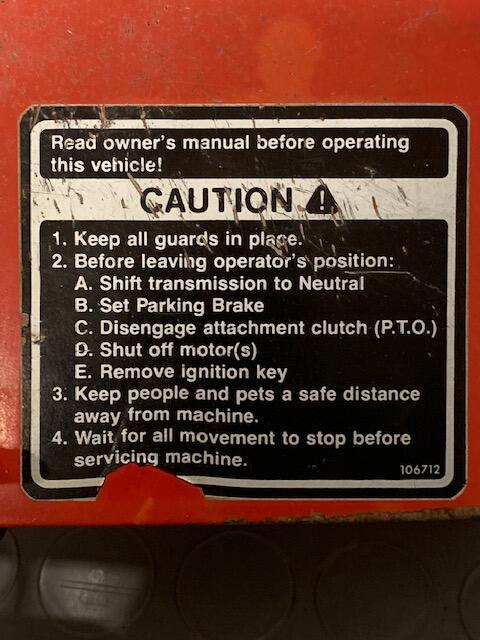 Read owner's manual before operating
this vehicle!
CAUTION
1. Keep all guards in place.
2. Before leaving operator's position:
A. Shift transmission to Neutral
B. Set Parking Brake
C. Disengage attachment clutch (P.T.O.)
D. Shut off motor(s)
E. Remove ignition key
3. Keep people and pets a safe distance
away from machine.
4. Wait for all movement to stop before
servicing machine.
106712